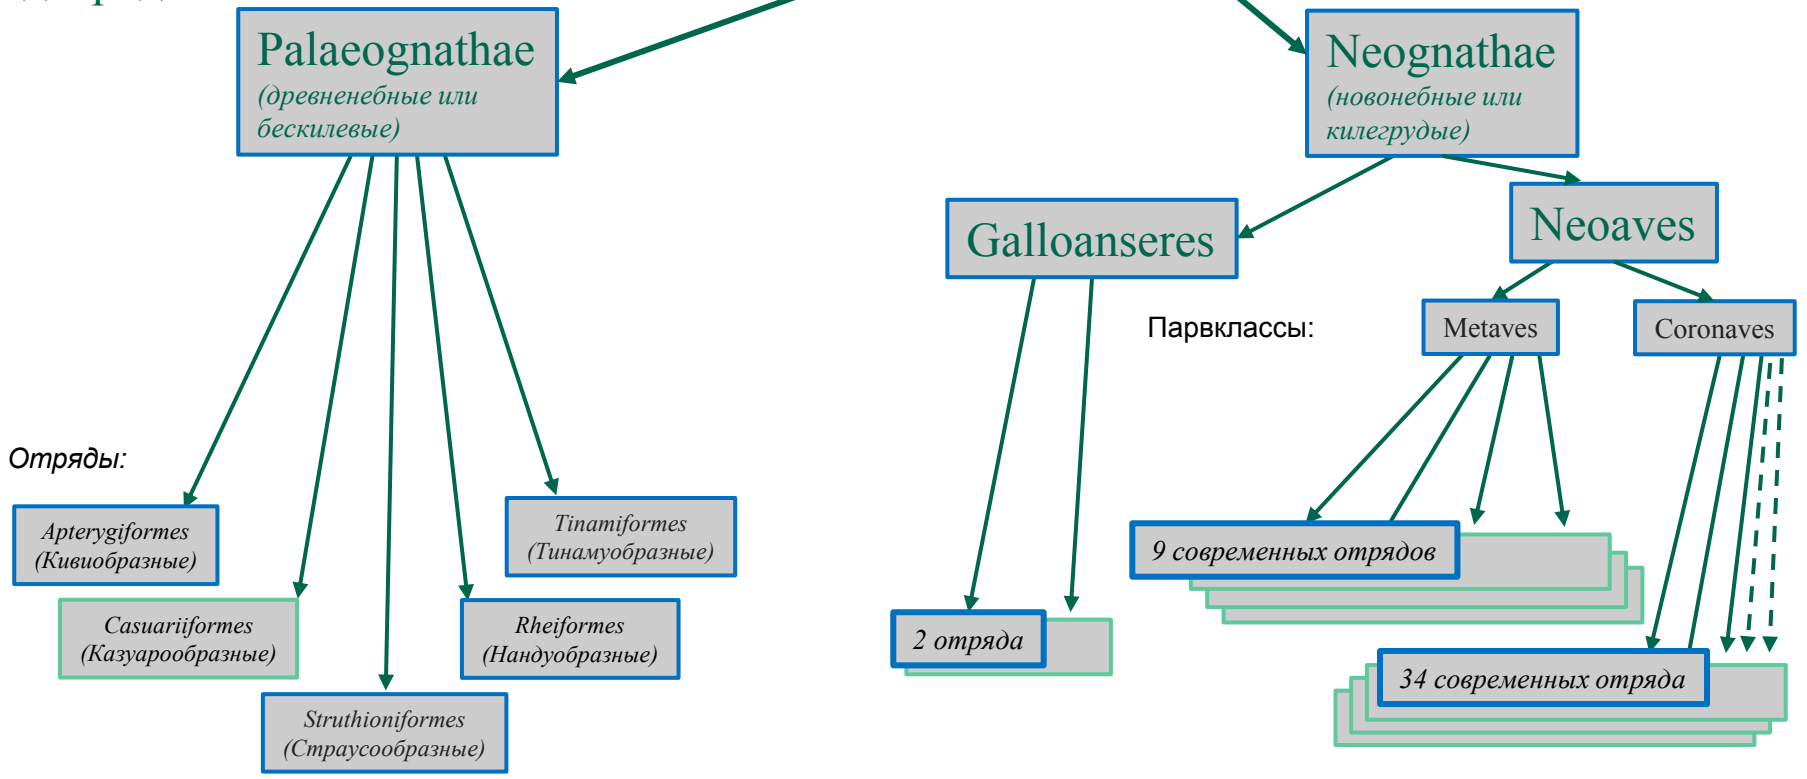 Palaeognathae
(древненебные или
бескилевые)
Neognathae
(новонебные или
килегрудые)
Galloanseres
Neoaves
Парвклассы:
Metaves
Coronaves
Отряды:
Apterygiformes
(Кивиобразные)
Tinamiformes
(Тинамуобразные)
Casuariiformes
(Казуарообразные)
Rheiformes
(Нандуобразные)
Struthioniformes
(Страусообразные)
9 современных отрядов
2 отряда
34 современных отряда